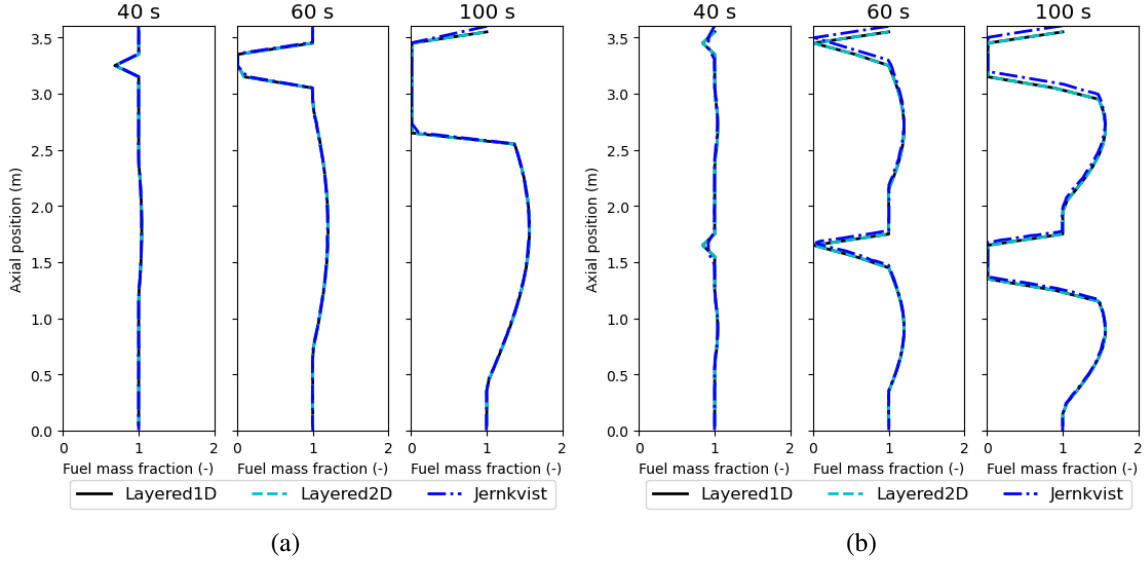 40 s 60 s 100 s
3.5
3.0
2.5
2.0
1.5
1.0
0.5
0.0
Axial position (m)
0 1 2 0 1 2 0 1 2
Fuel mass fraction (-) Fuel mass fraction (-) Fuel mass fraction (-)
Layered1D Layered2D Jernkvist
(a)
40 s 60 s 100 s
3.5
3.0
2.5
2.0
1.5
1.0
0.5
0.0
Axial position (m)
0 1 2 0 1 2 0 1 2
Fuel mass fraction (-) Fuel mass fraction (-) Fuel mass fraction (-)
Layered1D Layered2D Jernkvist
(b)